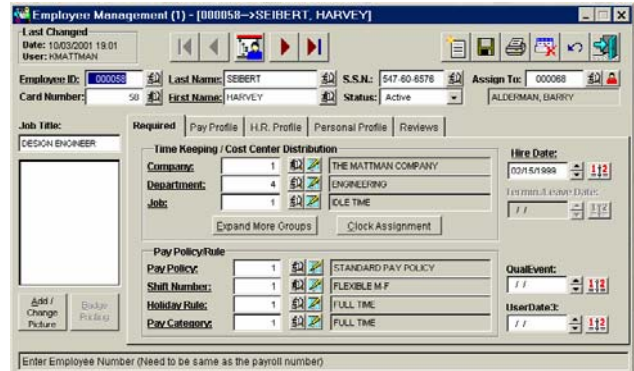 Employee Management (1) - [000058-->SEIBERT, HARVEY]
Last Changed
Date: 10/03/2001 19:01
User: KMATTMAN
Employee ID: 000058 Last Name: SEIBERT S.S.N.: 547-60-6576 Assign To: 000068
Card Number: 58 First Name: HARVEY Status: Active ALDERMAN, BARRY
Job Title:
DESIGN ENGINEER
Required Pay Profile H.R. Profile Personal Profile Reviews
Time Keeping / Cost Center Distribution
Company: 1 THE MATTMAN COMPANY
Department: 4 ENGINEERING
Job: 1 IDLE TIME
Expand More Groups Clock Assignment
Hire Date:
02/15/1999
Termin./Leave Date:
/ /
Pay Policy/Rule
Pay Policy: 1 STANDARD PAY POLICY
Shift Number: 1 FLEXIBLE M-F
Holiday Rule: 1 FULL TIME
Pay Category: 1 FULL TIME
QualEvent:
/ /
UserDate3:
/ /
Add / Change Picture
Badge Printing
Enter Employee Number (Need to be same as the payroll number)